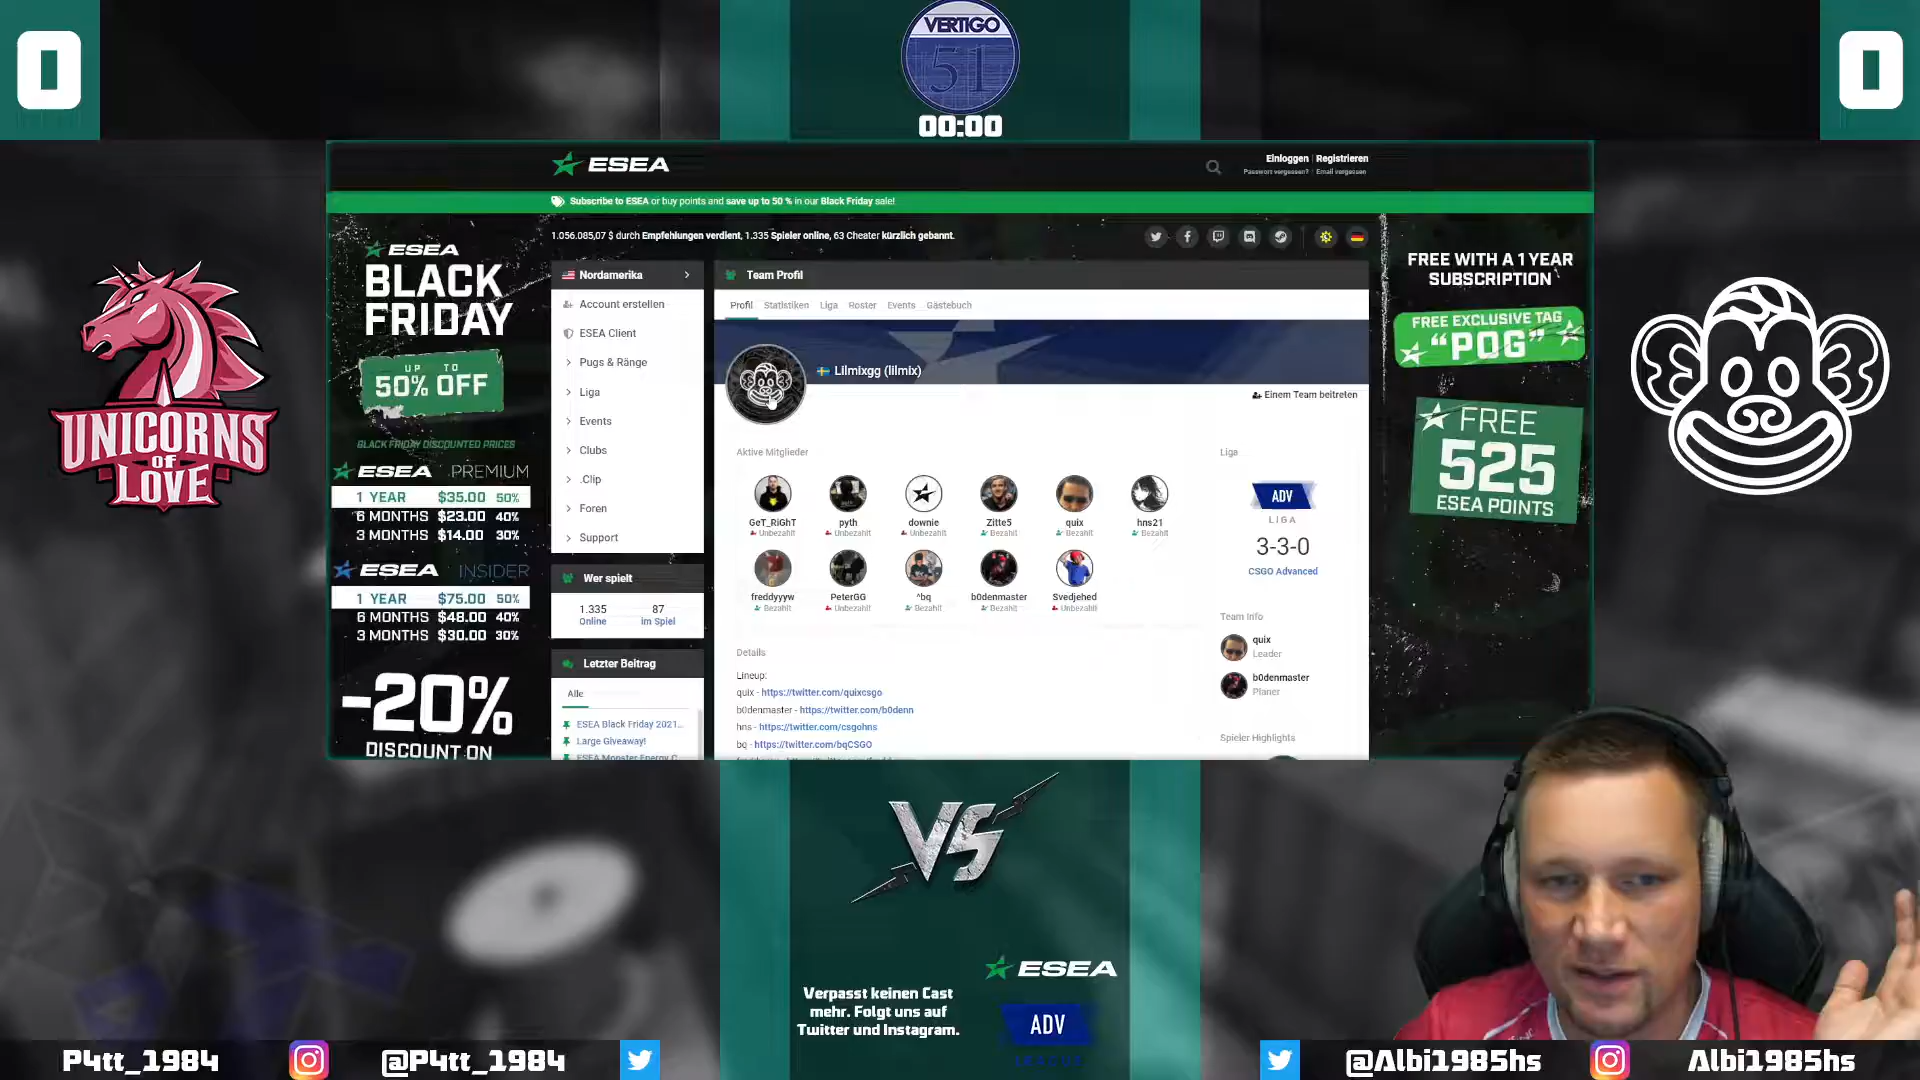 0
VERTIGO
51
00:00
0
ESEA
Einloggen | Registrieren
Passwort vergessen? | Email vergessen
Subscribe to ESEA or buy points and save up to 50 % in our Black Friday sale!
1.056.085,07 $ durch Empfehlungen verdient, 1.335 Spieler online, 63 Cheater kürzlich gebannt.
ESEA
BLACK
FRIDAY
UP TO
50% OFF
BLACK FRIDAY DISCOUNTED PRICES
ESEA PREMIUM
1 YEAR $35.00 50%
6 MONTHS $23.00 40%
3 MONTHS $14.00 30%
ESEA INSIDER
1 YEAR $75.00 50%
6 MONTHS $48.00 40%
3 MONTHS $30.00 30%
-20%
DISCOUNT ON
Nordamerika
Account erstellen
ESEA Client
Pugs & Ränge
Liga
Events
Clubs
.Clip
Foren
Support
Wer spielt
1.335 87
Online im Spiel
Letzter Beitrag
Alle
ESEA Black Friday 2021...
Large Giveaway!
ESEA Monster Energy C...
Team Profil
Profil Statistiken Liga Roster Events Gästebuch
Lilmixgg (lilmix)
Einem Team beitreten
Aktive Mitglieder
GeT_RiGhT pyth downie Zitte5 quix hns21
Unbezahlt Unbezahlt Unbezahlt Bezahlt Bezahlt Bezahlt
freddyyyw PeterGG ^bq b0denmaster Svedjehed
Bezahlt Unbezahlt Bezahlt Bezahlt Unbezahlt
Details
Lineup:
quix - https://twitter.com/quixcsgo
b0denmaster - https://twitter.com/b0denn
hns - https://twitter.com/csgohns
bq - https://twitter.com/bqCSGO
Liga
ADV
LIGA
3-3-0
CSGO Advanced
Team Info
quix
Leader
b0denmaster
Planer
Spieler Highlights
FREE WITH A 1 YEAR
SUBSCRIPTION
FREE EXCLUSIVE TAG
"POG"
FREE
525
ESEA POINTS
UNICORNS
OF
LOVE
VS
ESEA
Verpasst keinen Cast
mehr. Folgt uns auf
Twitter und Instagram.
ADV
LEAGUE
P4tt_1984
@P4tt_1984
@Albi1985hs
Albi1985hs